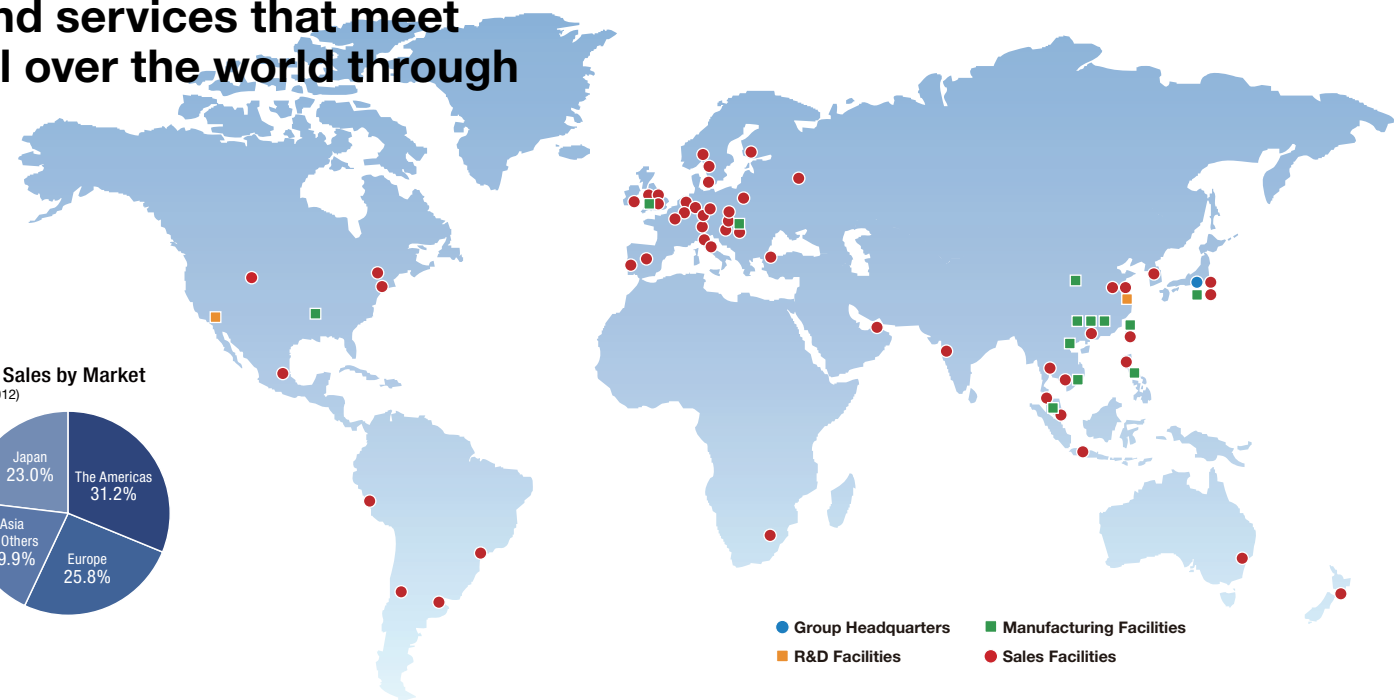 nd services that meet
l over the world through
Sales by Market
12)
Japan
23.0%
The Americas
31.2%
Asia
Others
9.9%
Europe
25.8%
Group Headquarters
Manufacturing Facilities
R&D Facilities
Sales Facilities